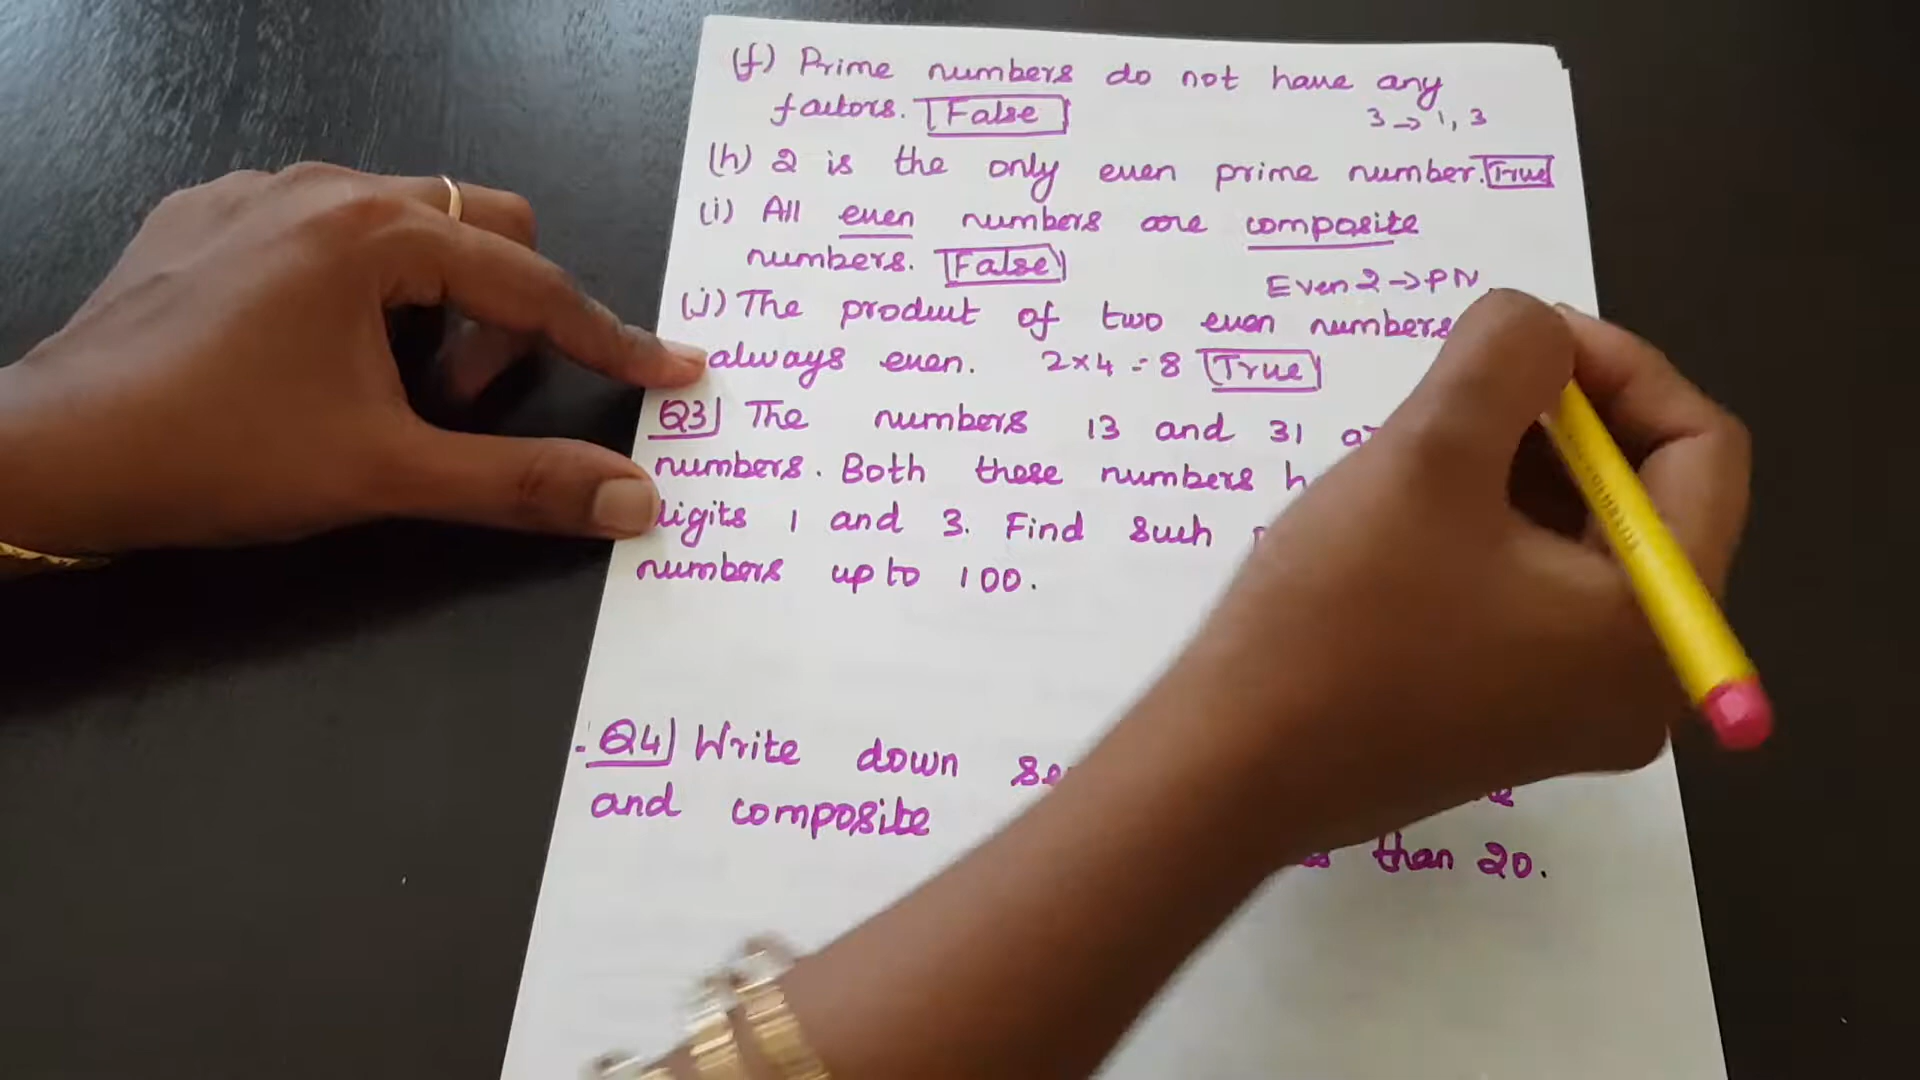 (f) Prime numbers do not have any
factors. False
3 → 1, 3
(h) 2 is the only even prime number. True
(i) All even numbers are composite
numbers. False
Even 2 → PN
(j) The product of two even numbers
always even. 2×4 = 8 True
Q3) The numbers 13 and 31
numbers. Both these numbers
digits 1 and 3. Find such
numbers upto 100.
Q4) Write down
and composite than 20.